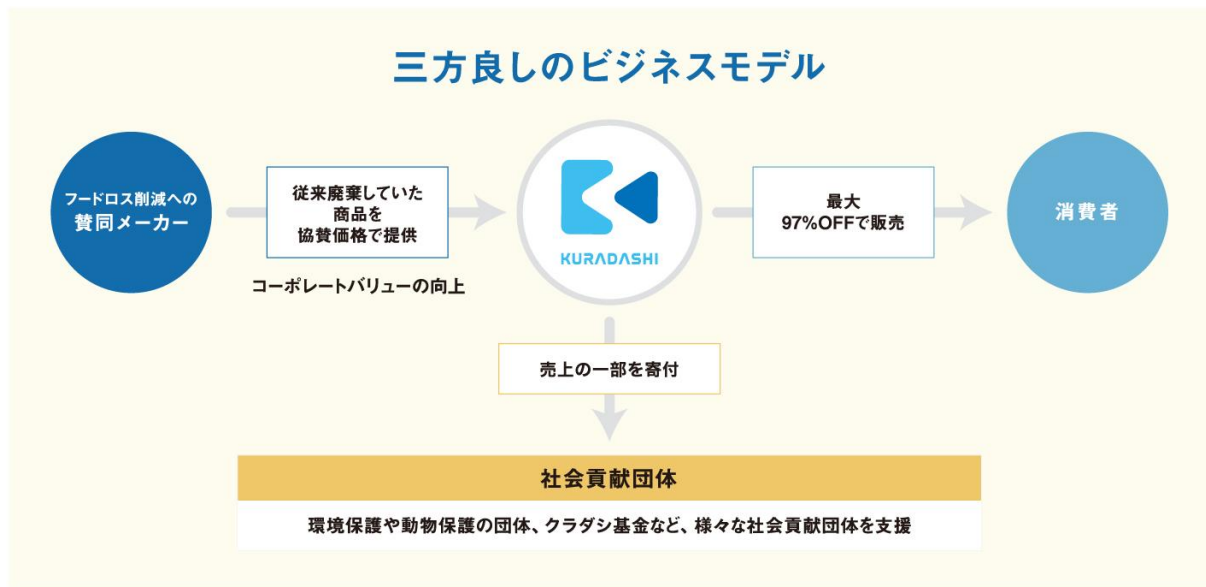 三方良しのビジネスモデル
フードロス削減への
賛同メーカー
従来廃棄していた
商品を
協賛価格で提供
コーポレートバリューの向上
KURADASHI
最大
97%OFFで販売
消費者
売上の一部を寄付
社会貢献団体
環境保護や動物保護の団体、クラダシ基金など、様々な社会貢献団体を支援